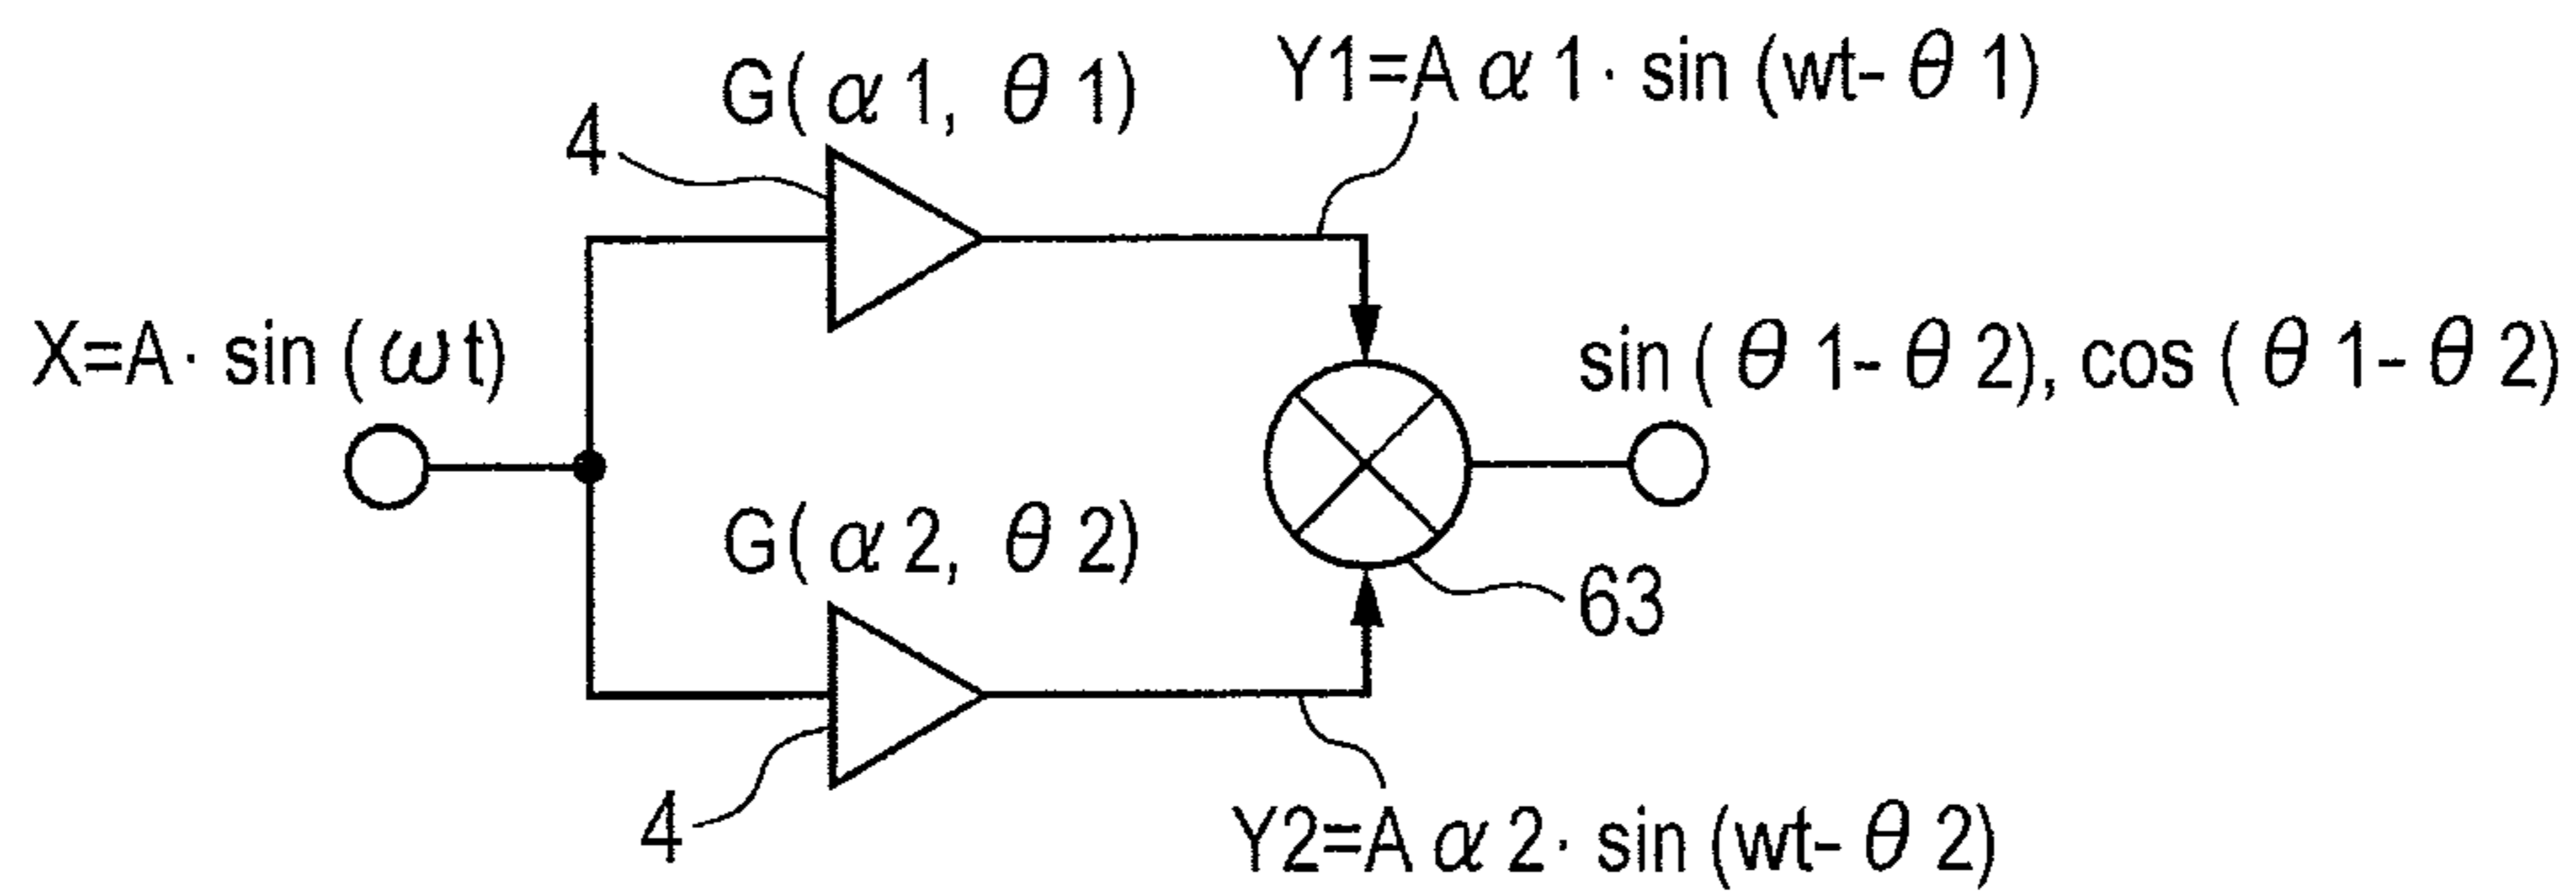 G(α1, θ1)
Y1=Aα1· sin (wt-θ1)
4
X=A· sin (ωt)
sin (θ1-θ2), cos (θ1-θ2)
G(α2, θ2)
63
4
Y2=Aα2· sin (wt-θ2)